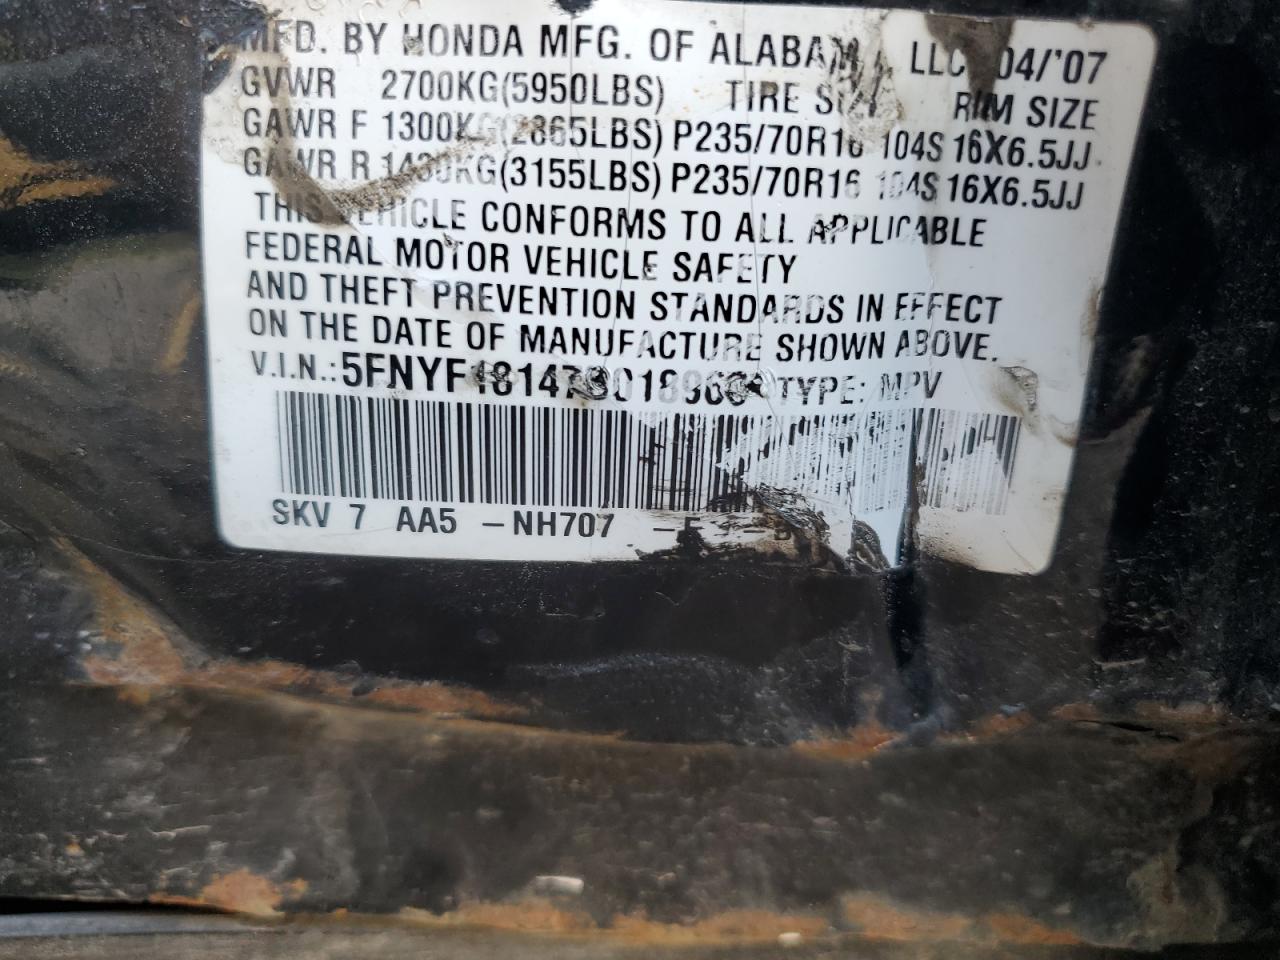 MFD. BY HONDA MFG. OF ALABAMA LLC 04/'07
GVWR 2700KG(5950LBS) TIRE SIZE RIM SIZE
GAWR F 1300KG(2865LBS) P235/70R16 104S 16X6.5JJ
GAWR R 1430KG(3155LBS) P235/70R16 104S 16X6.5JJ
THIS VEHICLE CONFORMS TO ALL APPLICABLE
FEDERAL MOTOR VEHICLE SAFETY
AND THEFT PREVENTION STANDARDS IN EFFECT
ON THE DATE OF MANUFACTURE SHOWN ABOVE.
V.I.N.: TYPE: MPV
SKV 7 AA5 -NH707